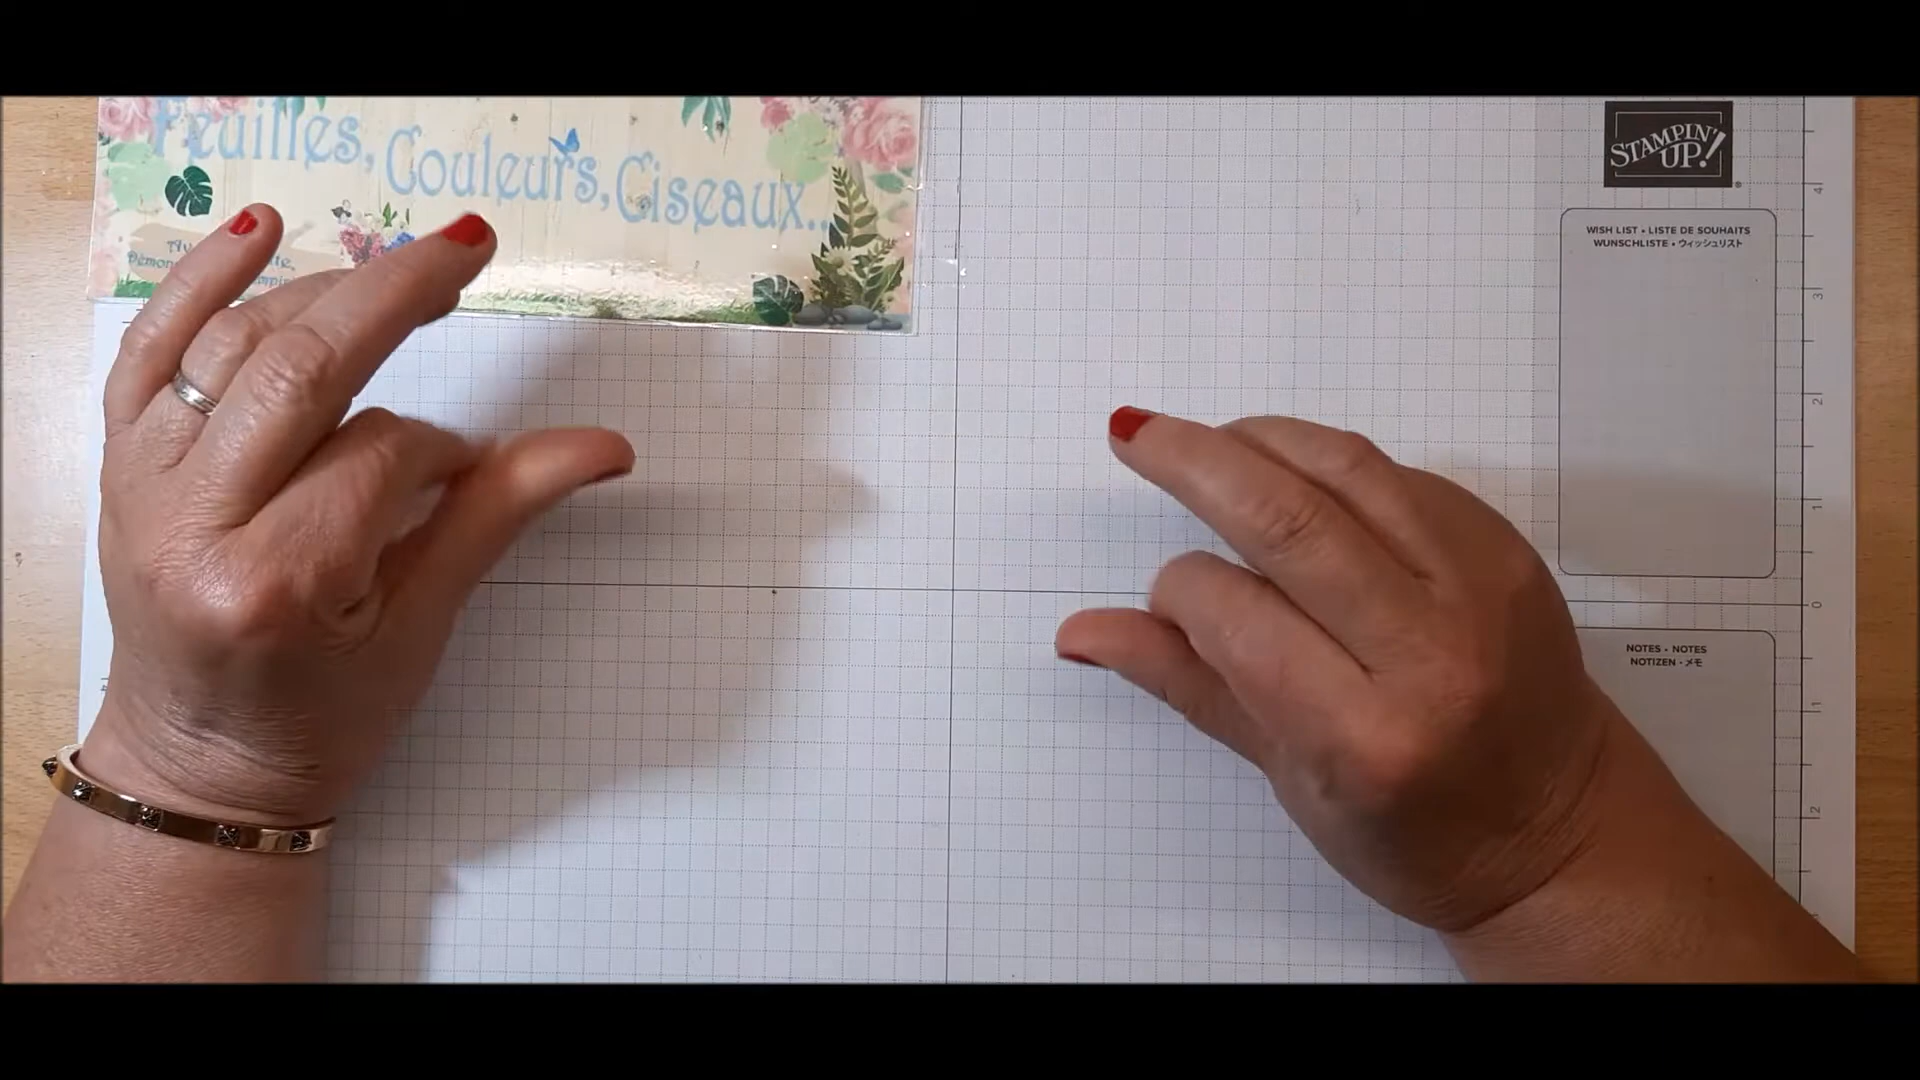 Feuilles, Couleurs, Ciseaux...
STAMPIN' UP!
WISH LIST • LISTE DE SOUHAITS
WUNSCHLISTE • ウィッシュリスト
NOTES • NOTES
NOTIZEN • メモ
4
3
2
1
0
1
2